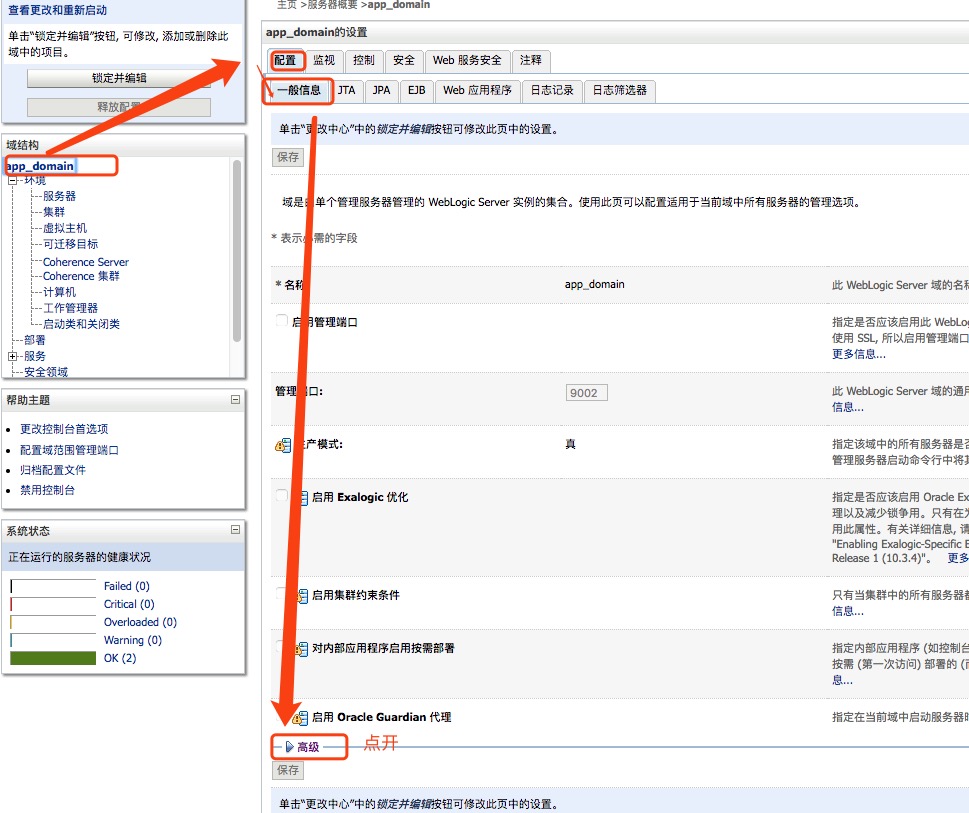 主页 >服务器概要 >app_domain
查看更改和重新启动
单击“锁定并编辑”按钮, 可修改, 添加或删除此
域中的项目。
锁定并编辑
释放配置
域结构
app_domain
环境
服务器
集群
虚拟主机
可迁移目标
Coherence Server
Coherence 集群
计算机
工作管理器
启动类和关闭类
部署
服务
安全领域
帮助主题
更改控制台首选项
配置域范围管理端口
归档配置文件
禁用控制台
系统状态
正在运行的服务器的健康状况
Failed (0)
Critical (0)
Overloaded (0)
Warning (0)
OK (2)
app_domain的设置
配置 监视 控制 安全 Web 服务安全 注释
一般信息 JTA JPA EJB Web 应用程序 日志记录 日志筛选器
单击“更改中心”中的锁定并编辑按钮可修改此页中的设置。
保存
域是由单个管理服务器管理的 WebLogic Server 实例的集合。使用此页可以配置适用于当前域中所有服务器的管理选项。
* 表示必需的字段
* 名称 app_domain 此 WebLogic Server 域的名称
启用管理端口 指定是否应该启用此 WebLog
使用 SSL, 所以启用管理端口
更多信息...
管理端口: 9002 此 WebLogic Server 域的通用
信息...
生产模式: 真 指定该域中的所有服务器是否
管理服务器启动命令行中将其
启用 Exalogic 优化 指定是否应该启用 Oracle Ex
理以及减少锁争用。只有在为
用此属性。有关详细信息, 请
"Enabling Exalogic-Specific E
Release 1 (10.3.4)"。 更多
启用集群约束条件 只有当集群中的所有服务器都
信息...
对内部应用程序启用按需部署 指定内部应用程序 (如控制台
按需 (第一次访问) 部署的 (而
息...
启用 Oracle Guardian 代理 指定在当前域中启动服务器时
高级 点开
保存
单击“更改中心”中的锁定并编辑按钮可修改此页中的设置。